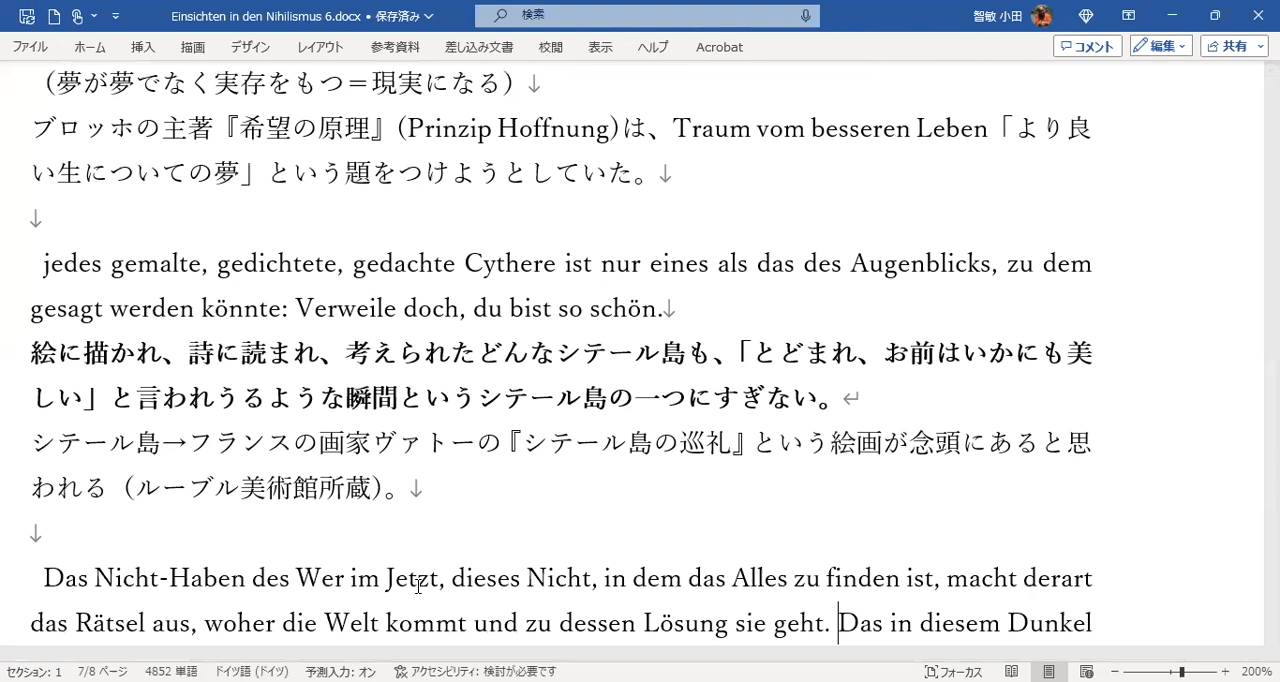 Einsichten in den Nihilismus 6.docx • 保存済み
検索
智敏 小田
ファイル ホーム 挿入 描画 デザイン レイアウト 参考資料 差し込み文書 校閲 表示 ヘルプ Acrobat
コメント 編集 共有
（夢が夢でなく実存をもつ＝現実になる）↓
ブロッホの主著『希望の原理』(Prinzip Hoffnung)は、Traum vom besseren Leben「より良
い生についての夢」という題をつけようとしていた。↓
↓
jedes gemalte, gedichtete, gedachte Cythere ist nur eines als das des Augenblicks, zu dem
gesagt werden könnte: Verweile doch, du bist so schön.↓
絵に描かれ、詩に読まれ、考えられたどんなシテール島も、「とどまれ、お前はいかにも美
しい」と言われうるような瞬間というシテール島の一つにすぎない。↵
シテール島→フランスの画家ヴァトーの『シテール島の巡礼』という絵画が念頭にあると思
われる（ルーブル美術館所蔵）。↓
↓
Das Nicht-Haben des Wer im Jetzt, dieses Nicht, in dem das Alles zu finden ist, macht derart
das Rätsel aus, woher die Welt kommt und zu dessen Lösung sie geht. Das in diesem Dunkel
セクション: 1 7/8 ページ 4852 単語 ドイツ語 (ドイツ) 予測入力: オン アクセシビリティ: 検討が必要です フォーカス 200%